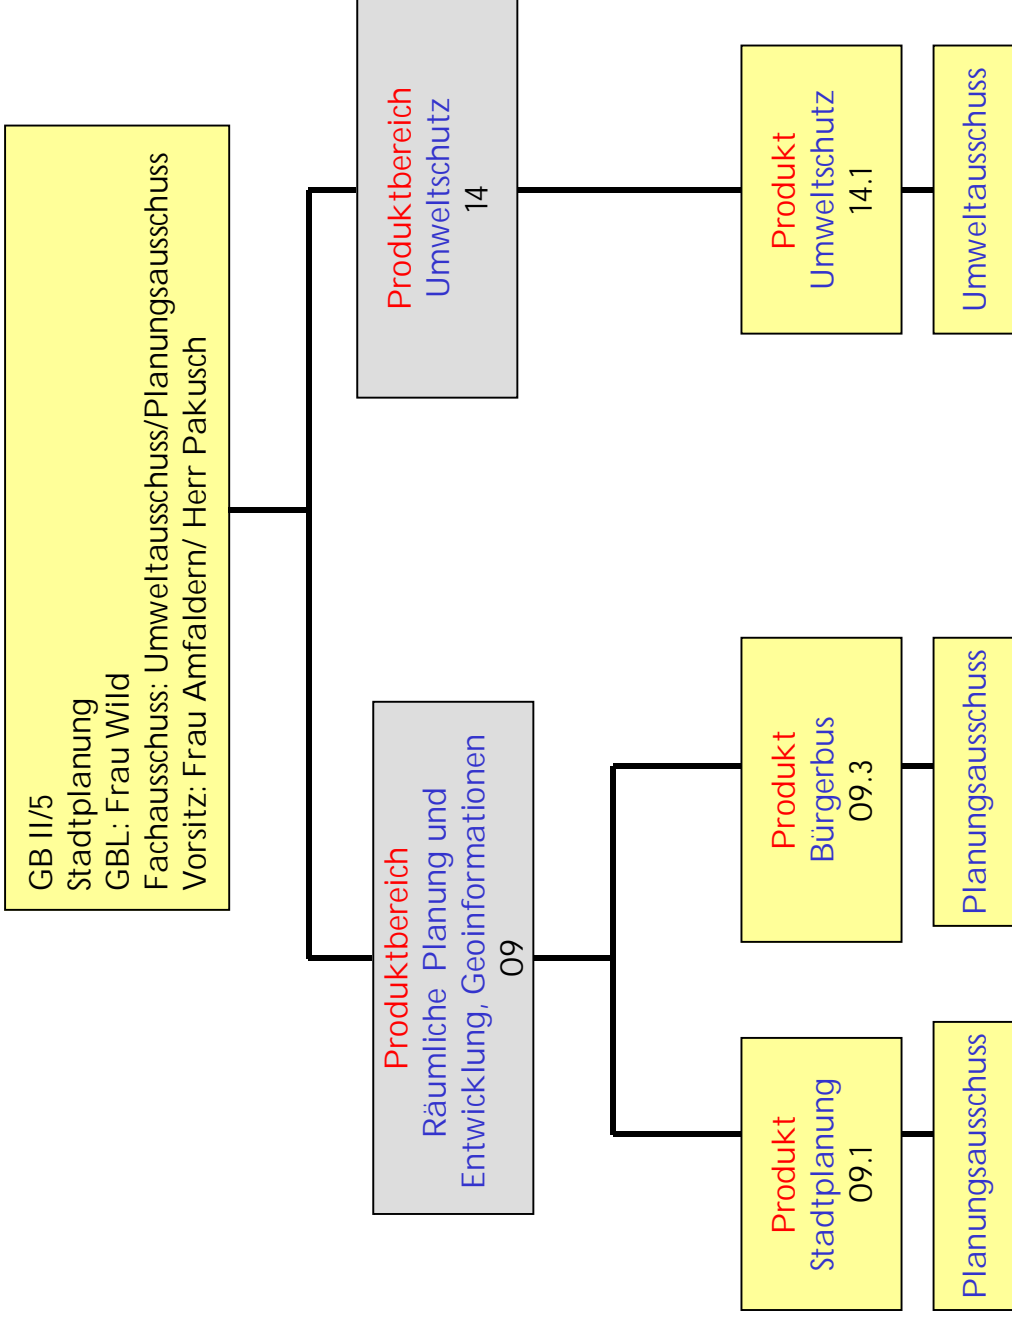 GB II/5
Stadtplanung
GBL: Frau Wild
Fachausschuss: Umweltausschuss/Planungsausschuss
Vorsitz: Frau Amfaldern/ Herr Pakusch
Produktbereich
Räumliche Planung und
Entwicklung, Geoinformationen
09
Produktbereich
Umweltschutz
14
Produkt
Stadtplanung
09.1
Produkt
Bürgerbus
09.3
Produkt
Umweltschutz
14.1
Planungsausschuss
Planungsausschuss
Umweltausschuss